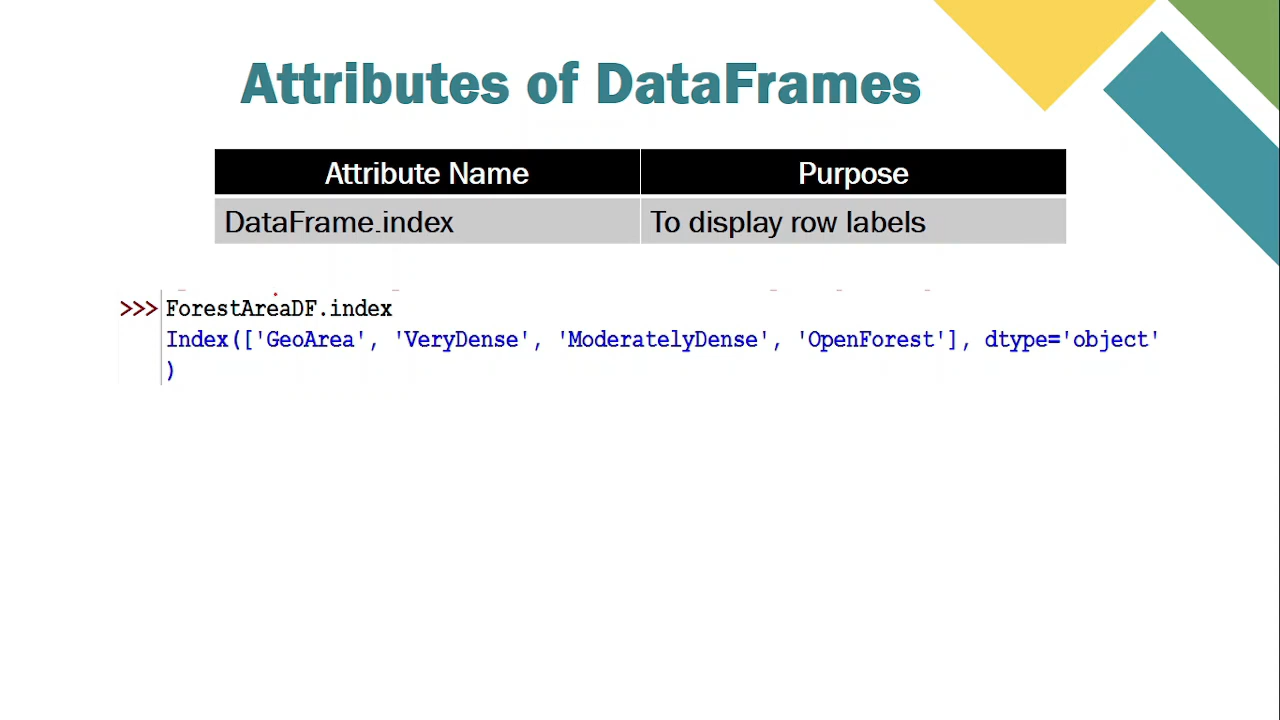 Attributes of DataFrames
Attribute Name Purpose
DataFrame.index To display row labels
>>> ForestAreaDF.index
Index(['GeoArea', 'VeryDense', 'ModeratelyDense', 'OpenForest'], dtype='object'
)